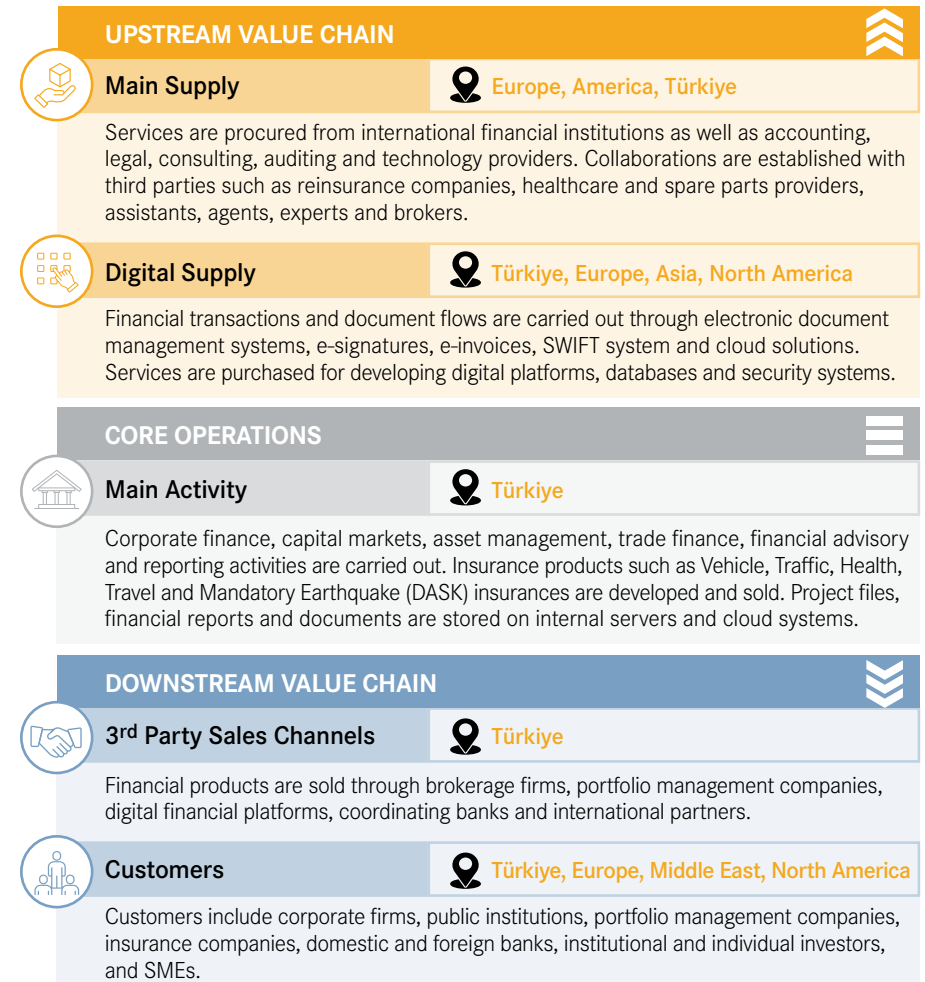 UPSTREAM VALUE CHAIN
Main Supply
Europe, America, Türkiye
Services are procured from international financial institutions as well as accounting,
legal, consulting, auditing and technology providers. Collaborations are established with
third parties such as reinsurance companies, healthcare and spare parts providers,
assistants, agents, experts and brokers.
Digital Supply
Türkiye, Europe, Asia, North America
Financial transactions and document flows are carried out through electronic document
management systems, e-signatures, e-invoices, SWIFT system and cloud solutions.
Services are purchased for developing digital platforms, databases and security systems.
CORE OPERATIONS
Main Activity
Türkiye
Corporate finance, capital markets, asset management, trade finance, financial advisory
and reporting activities are carried out. Insurance products such as Vehicle, Traffic, Health,
Travel and Mandatory Earthquake (DASK) insurances are developed and sold. Project files,
financial reports and documents are stored on internal servers and cloud systems.
DOWNSTREAM VALUE CHAIN
3rd Party Sales Channels
Türkiye
Financial products are sold through brokerage firms, portfolio management companies,
digital financial platforms, coordinating banks and international partners.
Customers
Türkiye, Europe, Middle East, North America
Customers include corporate firms, public institutions, portfolio management companies,
insurance companies, domestic and foreign banks, institutional and individual investors,
and SMEs.